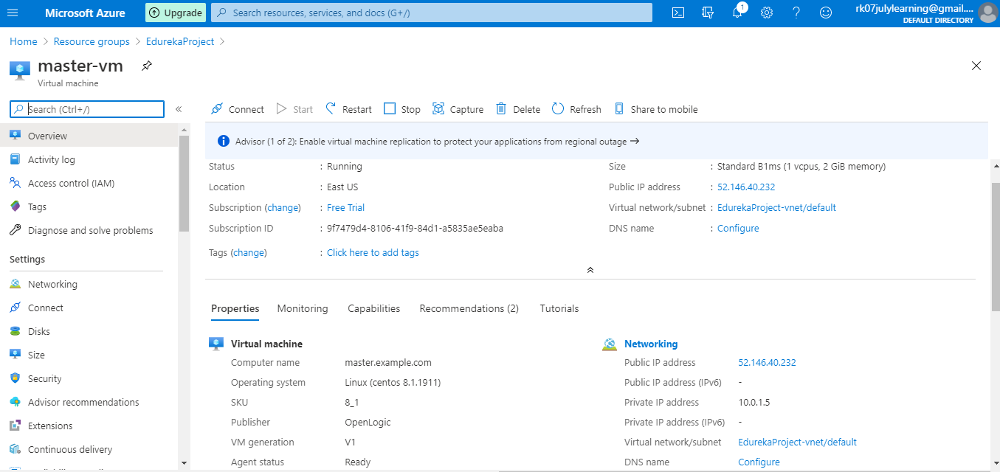 Microsoft Azure
Upgrade
Search resources, services, and docs (G+/)
1
rk07julylearning@gmail....
DEFAULT DIRECTORY
Home > Resource groups > EdurekaProject >
master-vm
Virtual machine
Search (Ctrl+/)
«
Connect Start Restart Stop Capture Delete Refresh Share to mobile
Overview
Activity log
Access control (IAM)
Tags
Diagnose and solve problems
Settings
Networking
Connect
Disks
Size
Security
Advisor recommendations
Extensions
Continuous delivery
Advisor (1 of 2): Enable virtual machine replication to protect your applications from regional outage →
Status : Running
Location : East US
Subscription (change) : Free Trial
Subscription ID : 9f7479d4-8106-41f9-84d1-a5835ae5eaba
Tags (change) : Click here to add tags
Size : Standard B1ms (1 vcpus, 2 GiB memory)
Public IP address : 52.146.40.232
Virtual network/subnet : EdurekaProject-vnet/default
DNS name : Configure
Properties Monitoring Capabilities Recommendations (2) Tutorials
Virtual machine
Computer name master.example.com
Operating system Linux (centos 8.1.1911)
SKU 8_1
Publisher OpenLogic
VM generation V1
Agent status Ready
Networking
Public IP address 52.146.40.232
Public IP address (IPv6) -
Private IP address 10.0.1.5
Private IP address (IPv6) -
Virtual network/subnet EdurekaProject-vnet/default
DNS name Configure